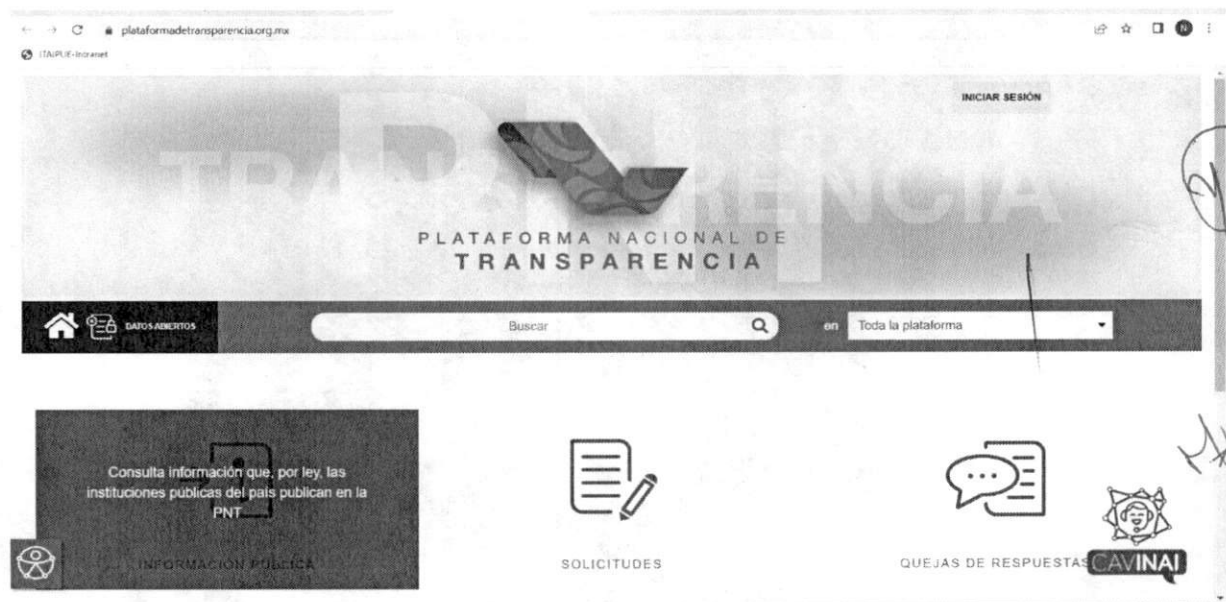 plataformadetransparencia.org.mx
N
ITAIPUE-Intranet
INICIAR SESIÓN
TRANSPARENCIA
PNT
PLATAFORMA NACIONAL DE
TRANSPARENCIA
DATOS ABIERTOS
Buscar
en
Toda la plataforma
Consulta información que, por ley, las
instituciones públicas del país publican en la
PNT
INFORMACIÓN PÚBLICA
SOLICITUDES
QUEJAS DE RESPUESTAS
CAVINAI